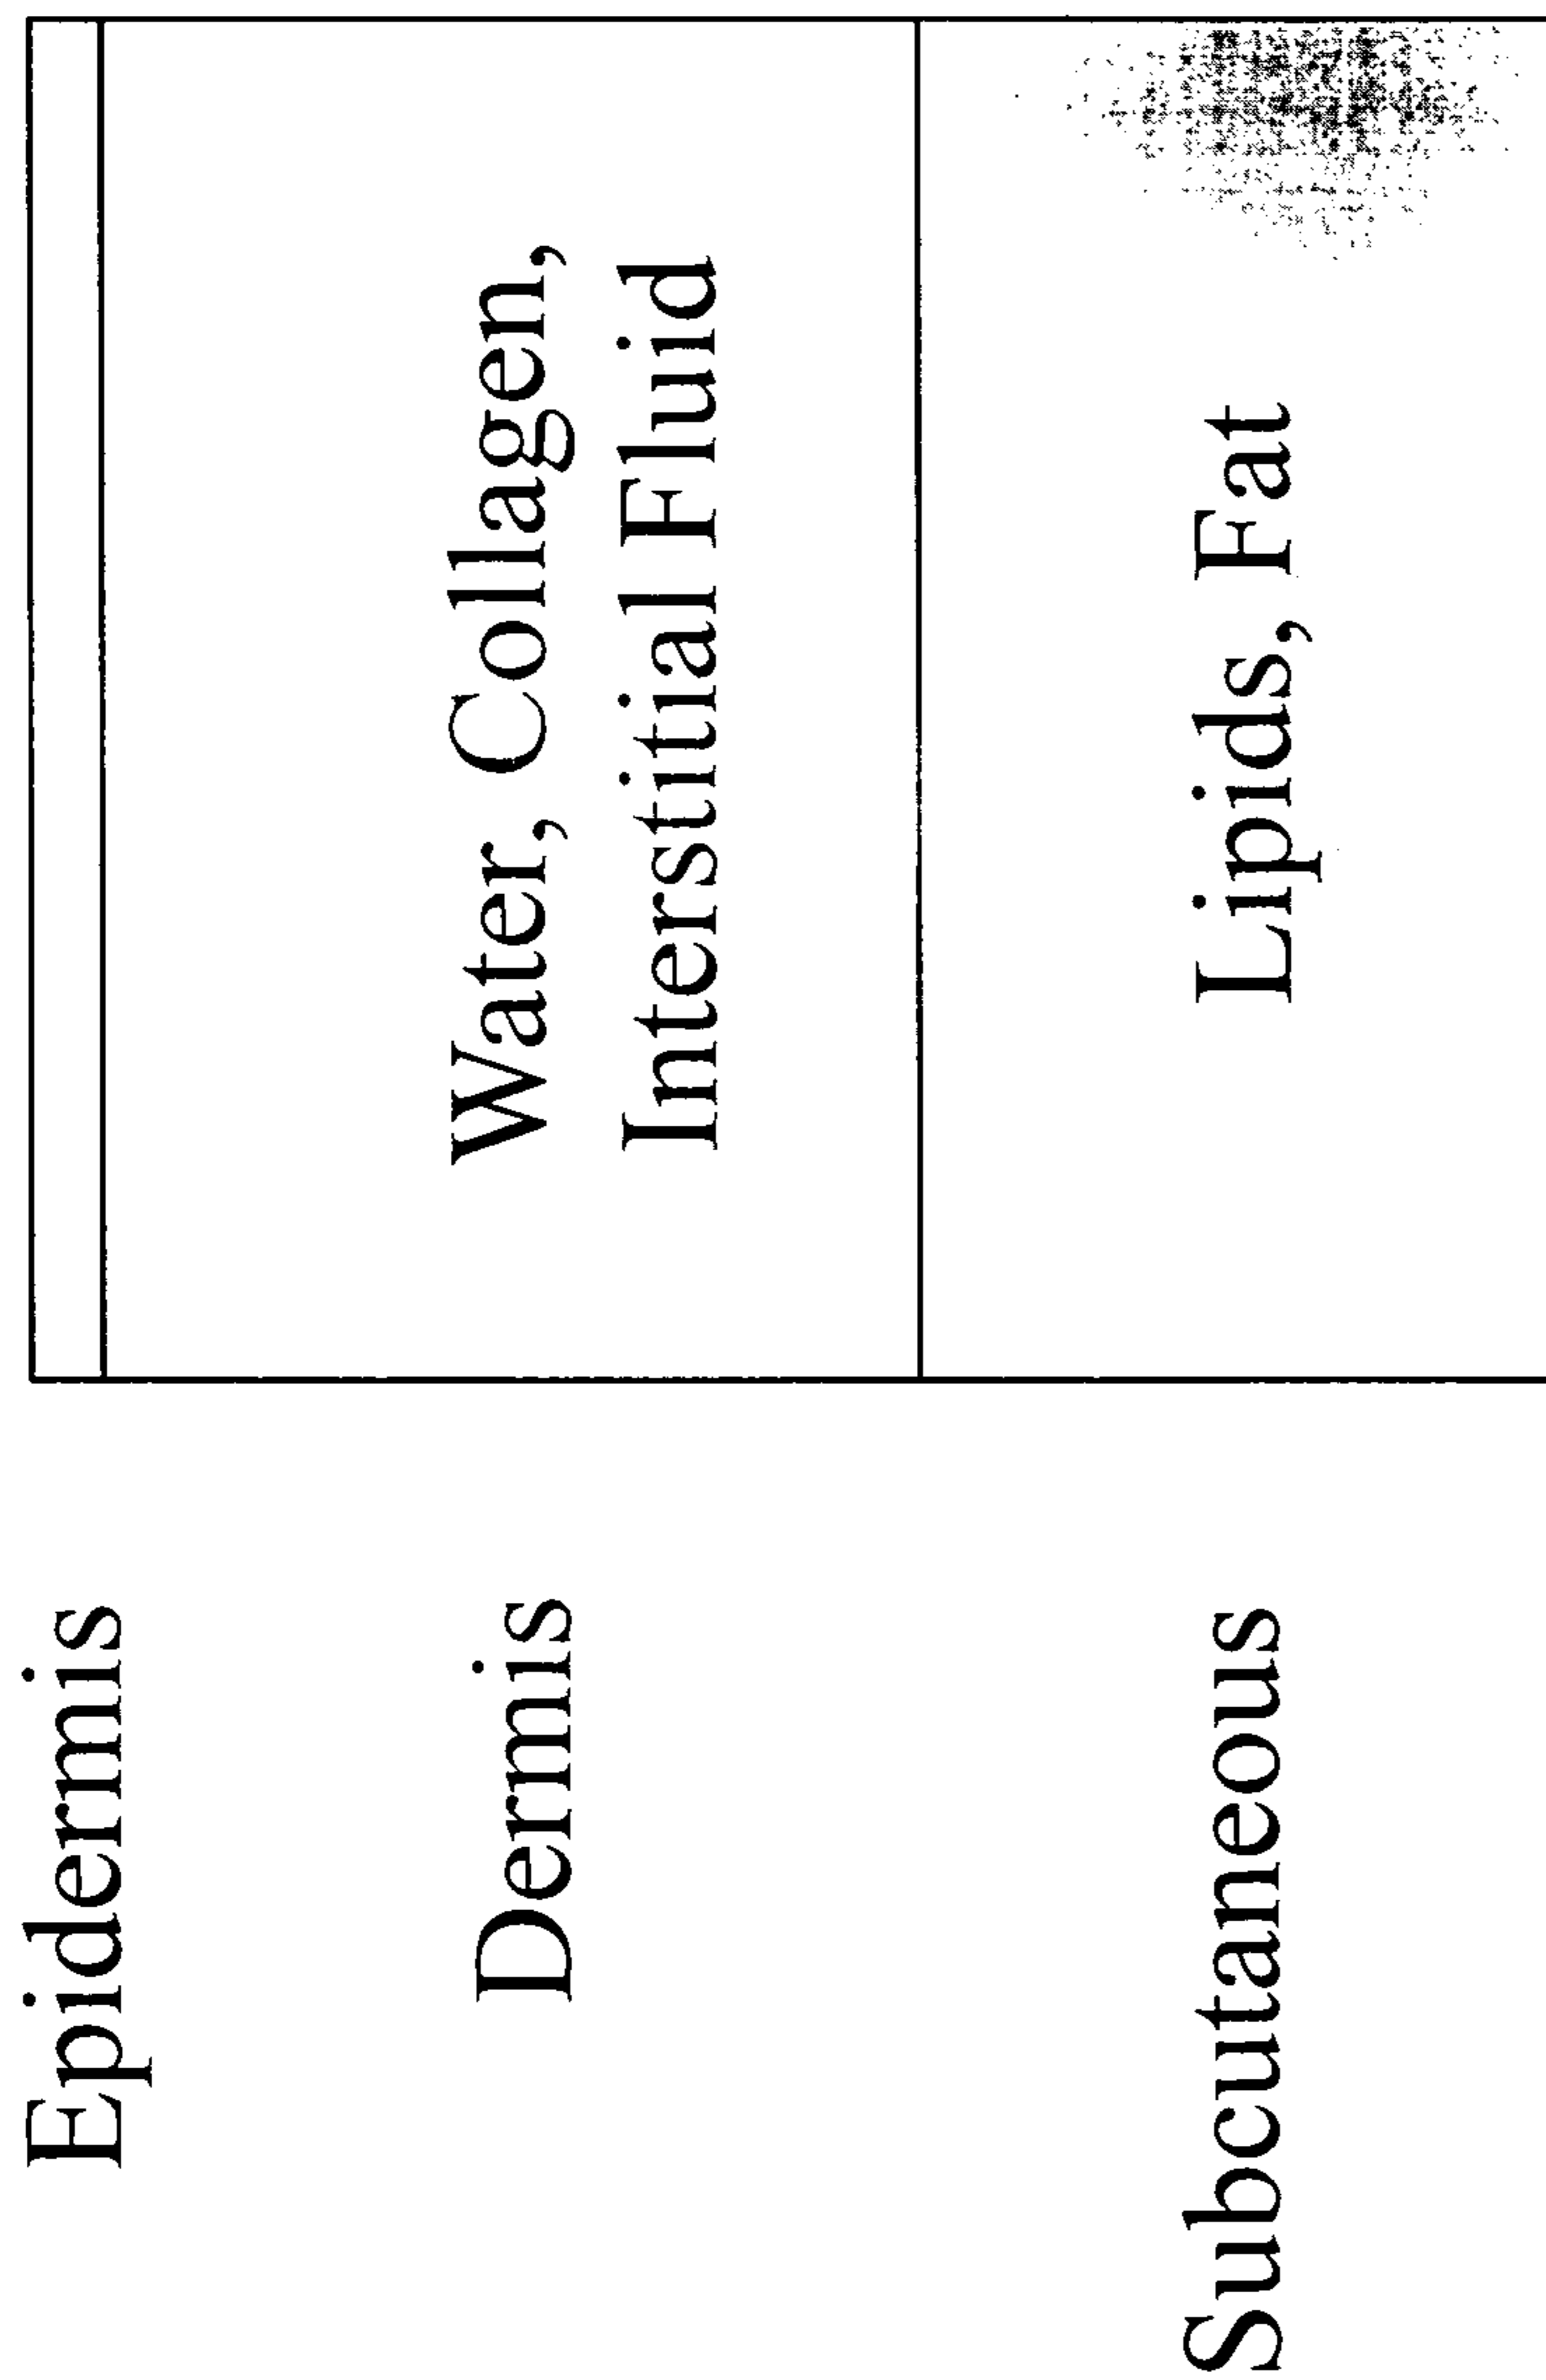 Epidermis
Dermis
Water, Collagen,
Interstitial Fluid
Subcutaneous
Lipids, Fat